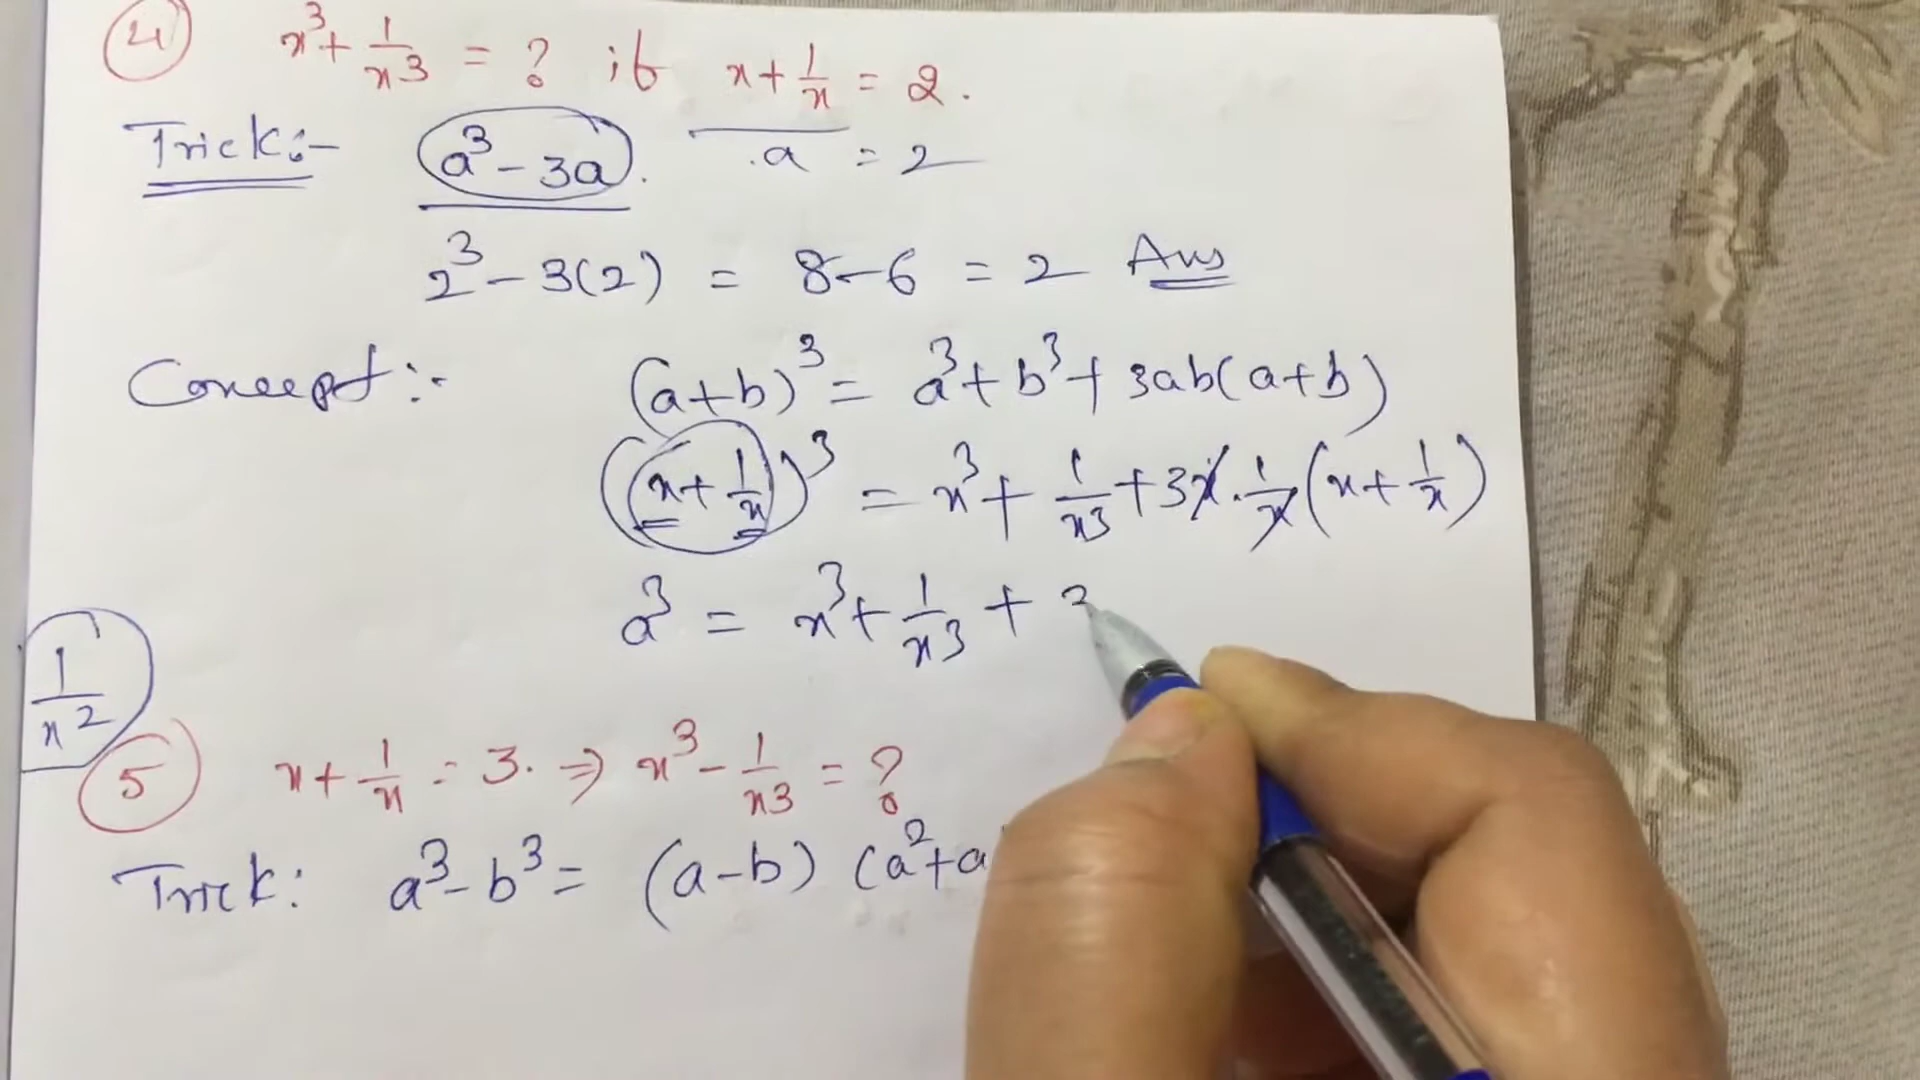 ④ x³ + 1/x³ = ? if x + 1/x = 2.
Trick:- a³ - 3a. a = 2
2³ - 3(2) = 8 - 6 = 2 Ans
Concept:- (a+b)³ = a³ + b³ + 3ab(a+b)
(x + 1/x)³ = x³ + 1/x³ + 3x · 1/x (x + 1/x)
a³ = x³ + 1/x³ +
1/x²
⑤ x + 1/x = 3. ⇒ x³ - 1/x³ = ?
Trick: a³ - b³ = (a-b) (a² + a